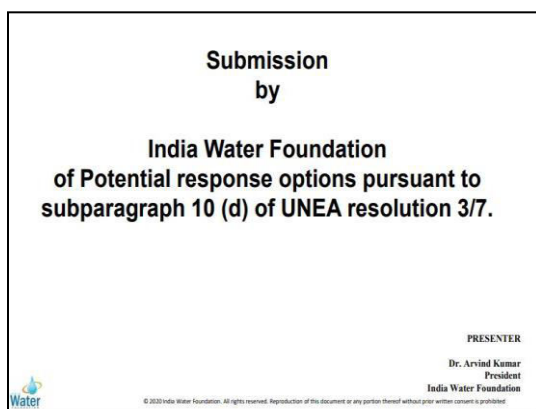 Submission
by
India Water Foundation
of Potential response options pursuant to
subparagraph 10 (d) of UNEA resolution 3/7.
PRESENTER
Dr. Arvind Kumar
President
India Water Foundation
Water
© 2020 India Water Foundation. All rights reserved. Reproduction of this document or any portion thereof without prior written consent is prohibited